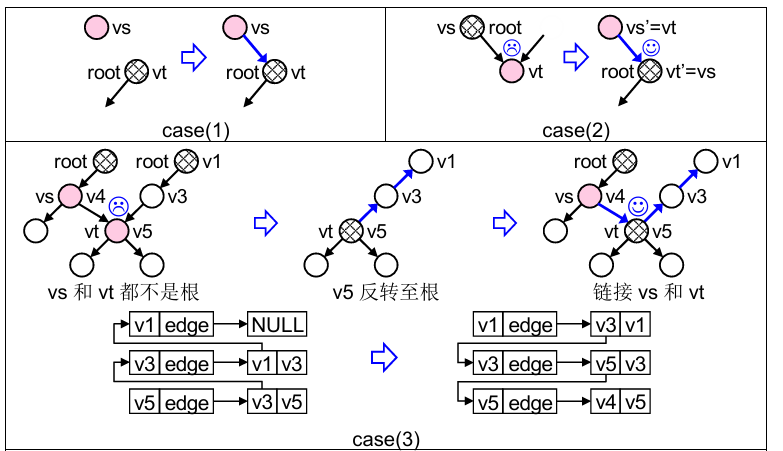 vs
vs
root vt
root vt
case(1)
vs root
vt
vs'=vt
root vt'=vs
case(2)
root root v1
vs v4 v3
vt v5
v1
v3
vt v5
root v1
vs v4 v3
vt v5
vs 和 vt 都不是根
v5 反转至根
链接 vs 和 vt
v1 edge NULL
v3 edge v1 v3
v5 edge v3 v5
v1 edge v3 v1
v3 edge v5 v3
v5 edge v4 v5
case(3)